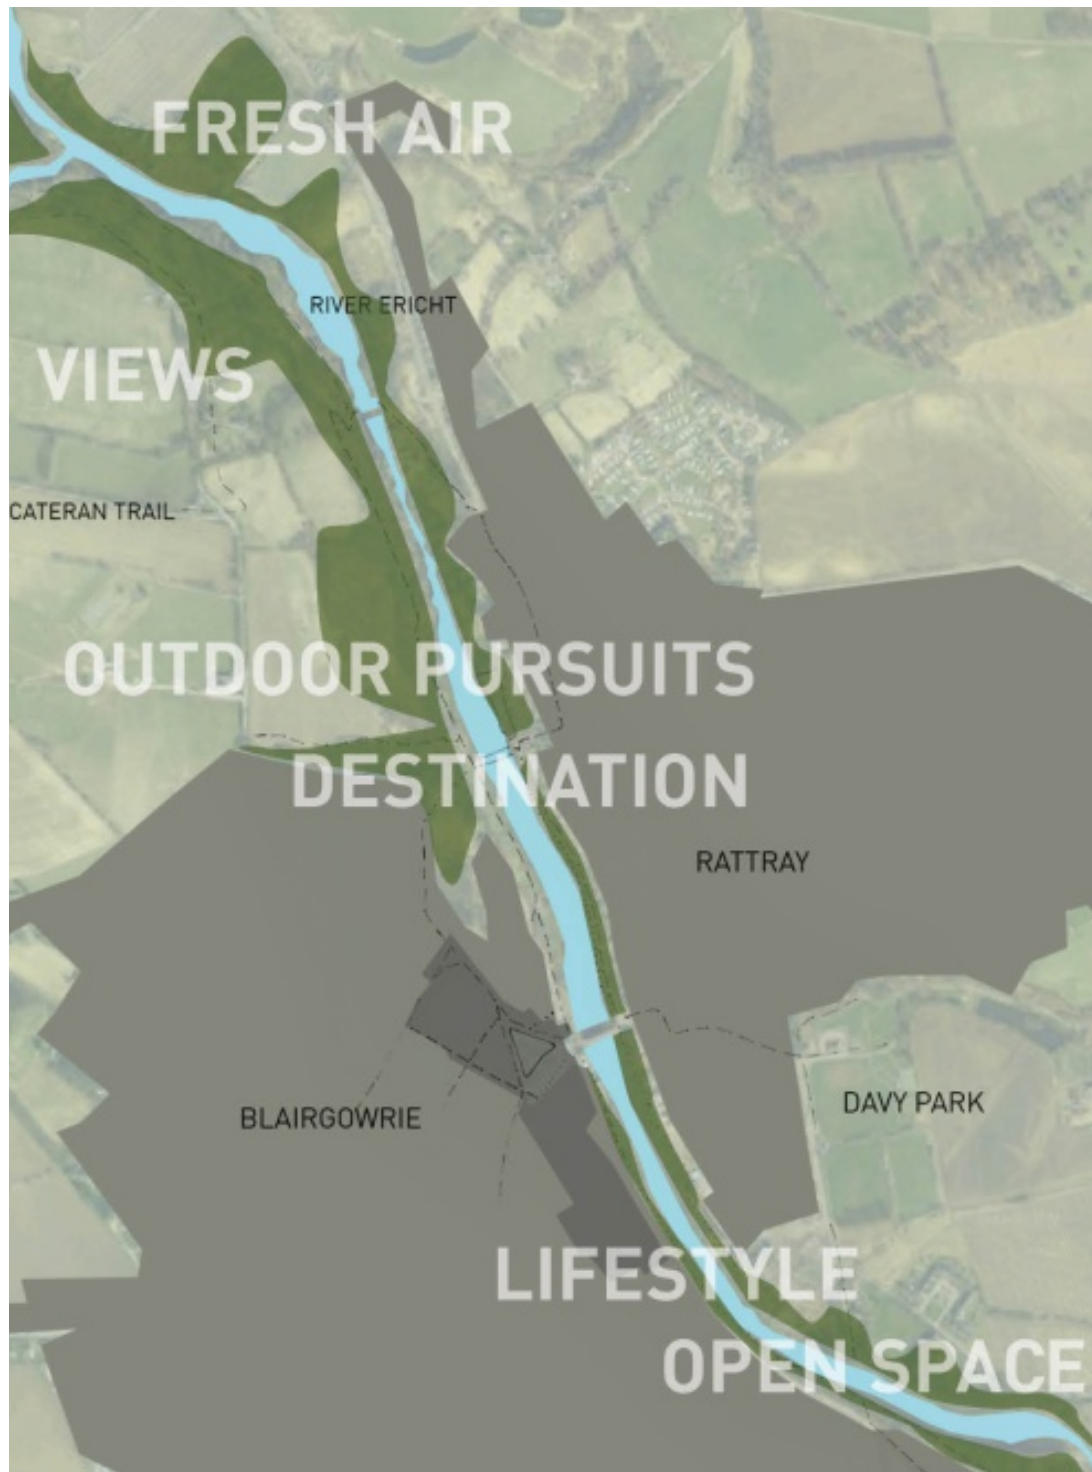 FRESH AIR
RIVER ERICHT
VIEWS
CATERAN TRAIL
OUTDOOR PURSUITS
DESTINATION
RATTRAY
DAVY PARK
BLAIRGOWRIE
LIFESTYLE
OPEN SPACE